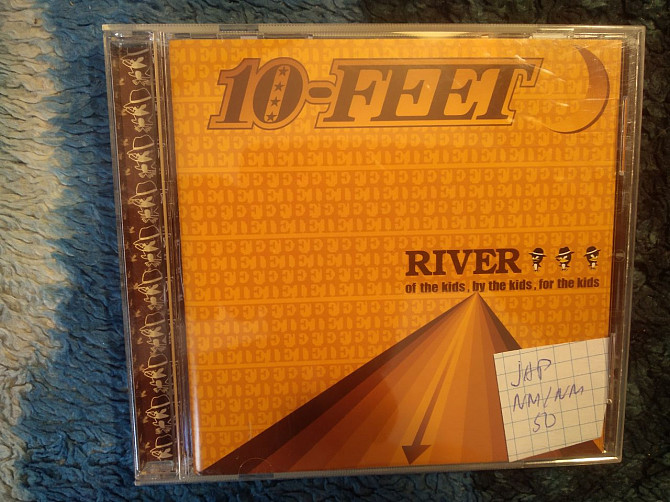 10-FEET
RIVER
of the kids, by the kids, for the kids
JAP
NM/NM
50